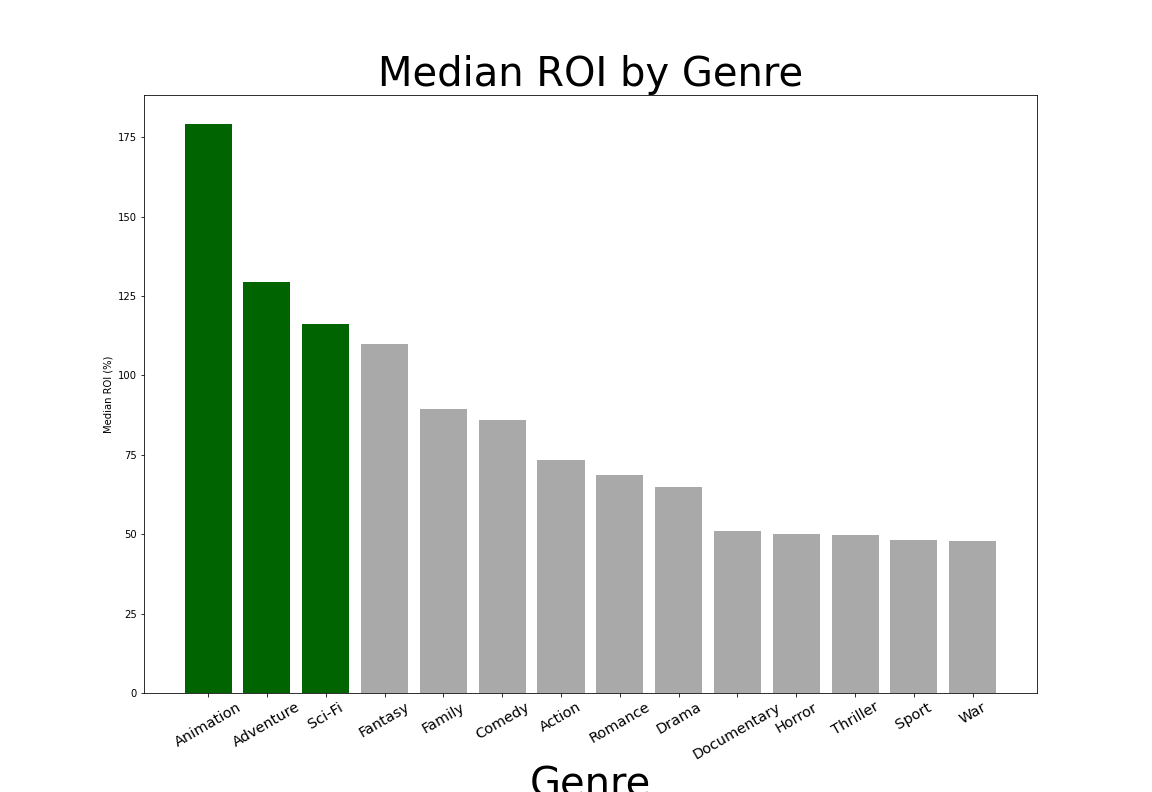 Median ROI by Genre
Median ROI (%)
175
150
125
100
75
50
25
0
Animation
Adventure
Sci-Fi
Fantasy
Family
Comedy
Action
Romance
Drama
Documentary
Horror
Thriller
Sport
War
Genre